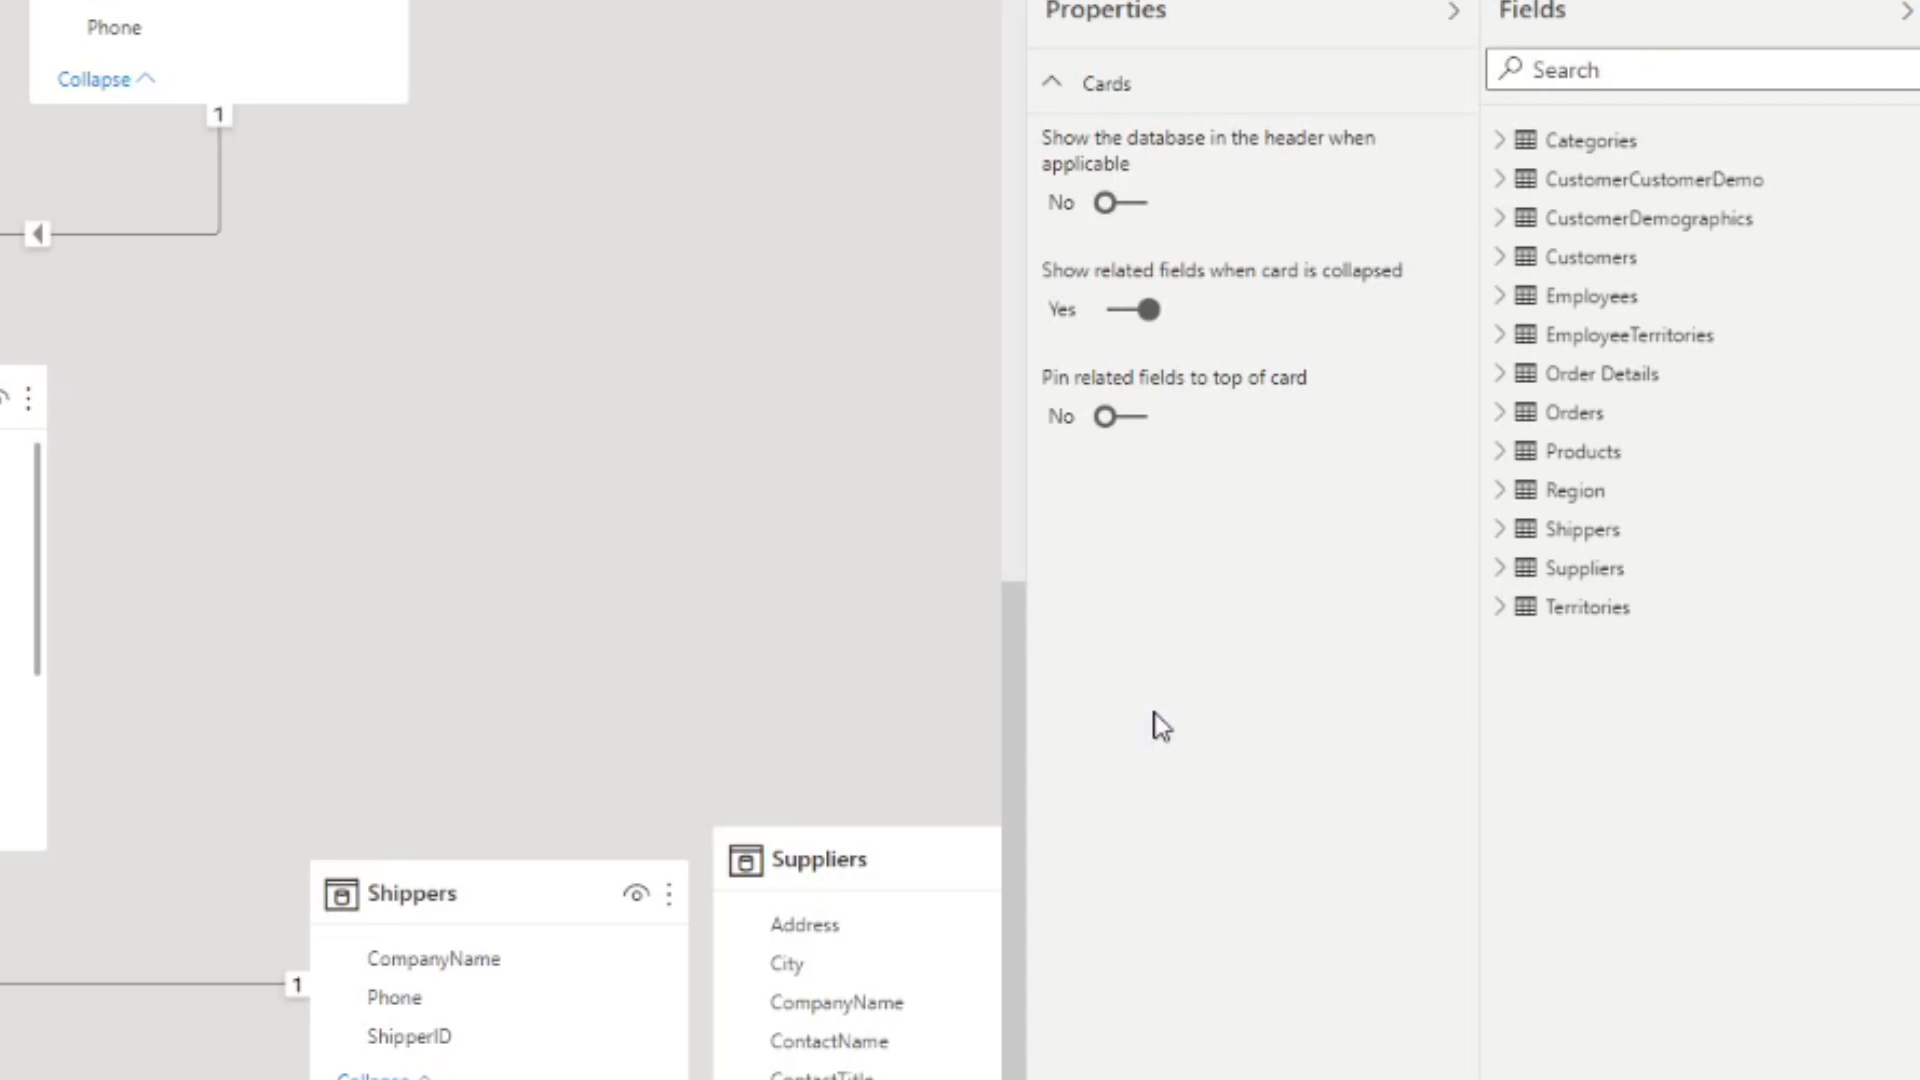 Phone
Collapse
1
1
Shippers
CompanyName
Phone
ShipperID
Collapse
Suppliers
Address
City
CompanyName
ContactName
ContactTitle
Properties
Cards
Show the database in the header when
applicable
No
Show related fields when card is collapsed
Yes
Pin related fields to top of card
No
Fields
Search
Categories
CustomerCustomerDemo
CustomerDemographics
Customers
Employees
EmployeeTerritories
Order Details
Orders
Products
Region
Shippers
Suppliers
Territories